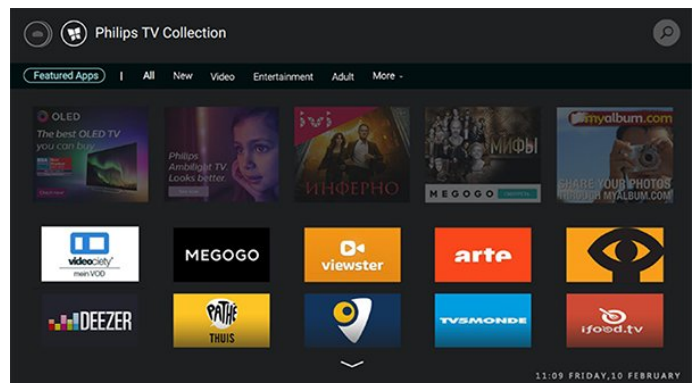 Philips TV Collection
Featured Apps | All New Video Entertainment Adult More
OLED
The best OLED TV
you can buy
Philips
Ambilight TV.
Looks better.
ivi
ИНФЕРНО
МИФЫ
MEGOGO
myalbum.com
SHARE YOUR PHOTOS
THROUGH MYALBUM.COM
videociety
mein VOD
MEGOGO
viewster
arte
DEEZER
PATHÉ
THUIS
TV5MONDE
ifood.tv
11:09 FRIDAY,10 FEBRUARY